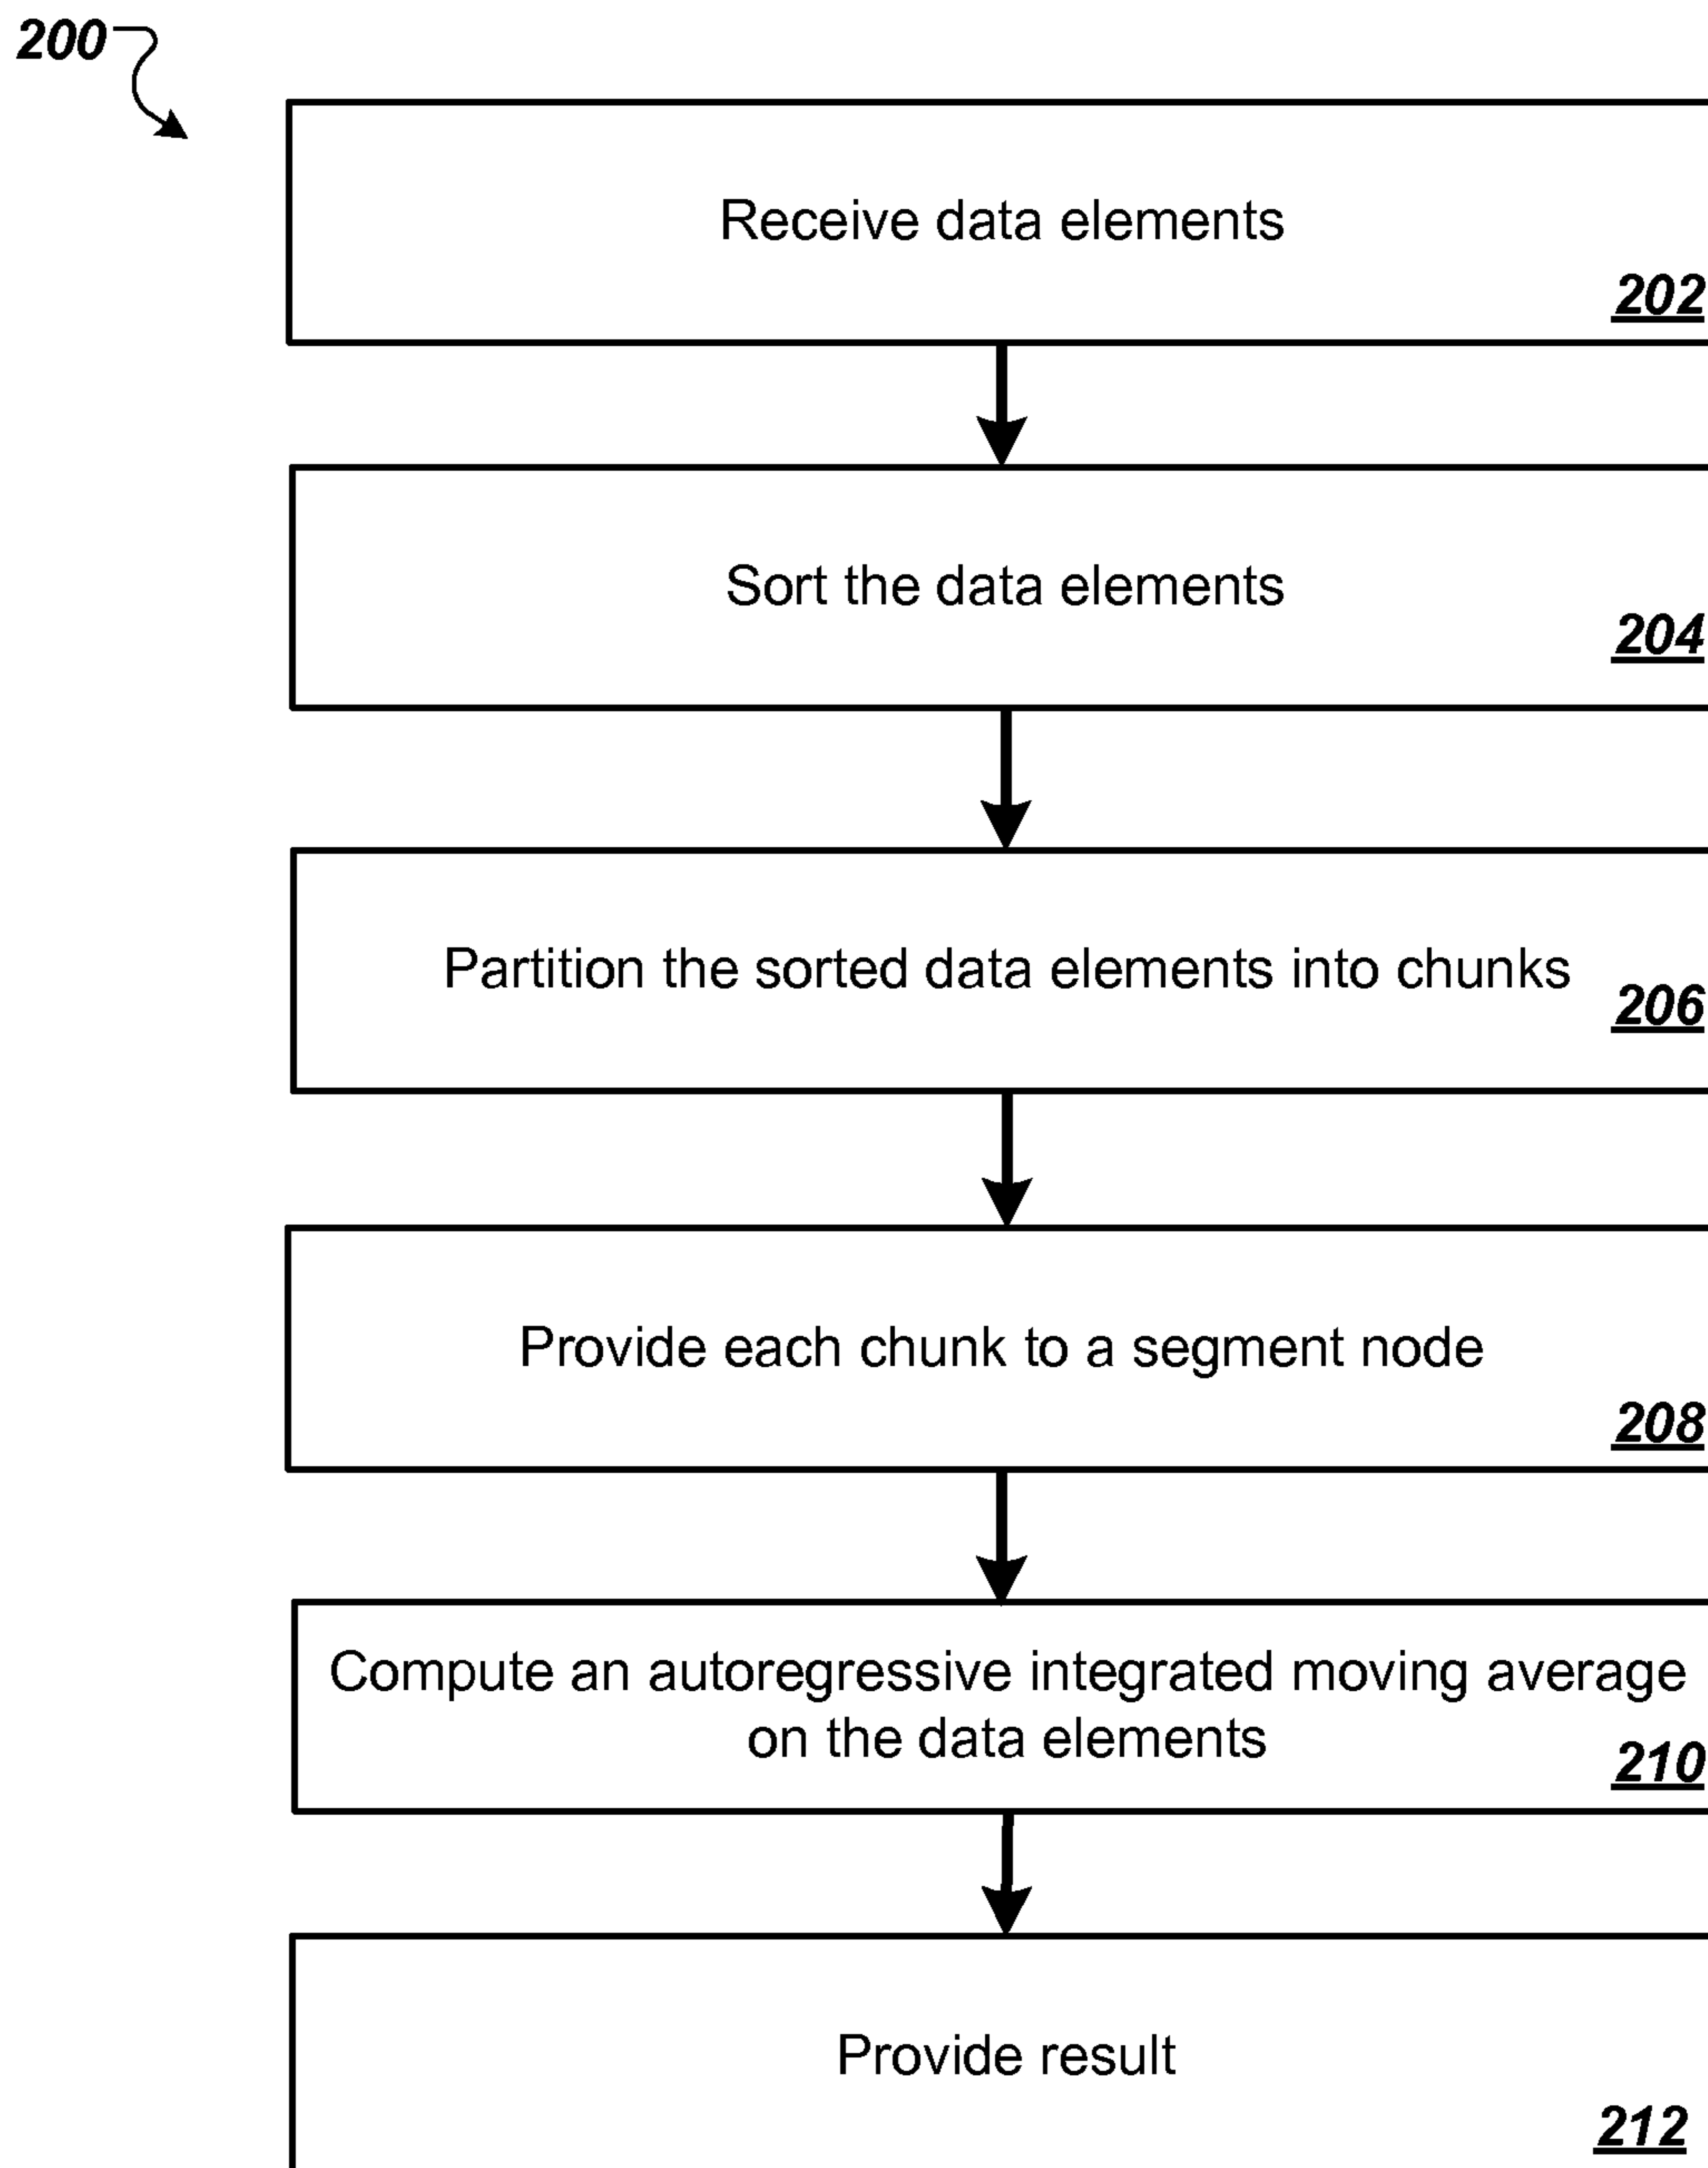 200
Receive data elements
202
Sort the data elements
204
Partition the sorted data elements into chunks
206
Provide each chunk to a segment node
208
Compute an autoregressive integrated moving average
on the data elements
210
Provide result
212